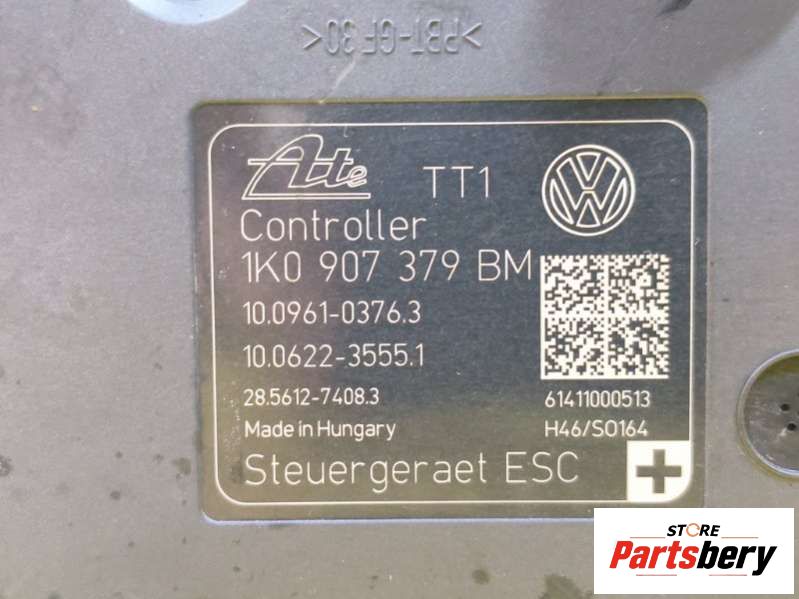 >PBT-GF30<
Ate TT1
Controller
1K0 907 379 BM
10.0961-0376.3
10.0622-3555.1
28.5612-7408.3 61411000513
Made in Hungary H46/S0164
Steuergeraet ESC
STORE
Partsbery